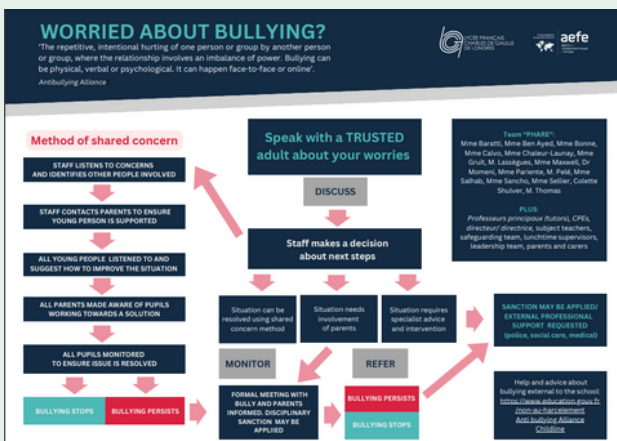 WORRIED ABOUT BULLYING?
'The repetitive, intentional hurting of one person or group by another person
or group, where the relationship involves an imbalance of power. Bullying can
be physical, verbal or psychological. It can happen face-to-face or online'.
Antibullying Alliance
LYCÉE FRANÇAIS
CHARLES DE GAULLE
DE LONDRES
aefe
Method of shared concern
STAFF LISTENS TO CONCERNS
AND IDENTIFIES OTHER PEOPLE INVOLVED
STAFF CONTACTS PARENTS TO ENSURE
YOUNG PERSON IS SUPPORTED
ALL YOUNG PEOPLE LISTENED TO AND
SUGGEST HOW TO IMPROVE THE SITUATION
ALL PARENTS MADE AWARE OF PUPILS
WORKING TOWARDS A SOLUTION
ALL PUPILS MONITORED
TO ENSURE ISSUE IS RESOLVED
BULLYING STOPS
BULLYING PERSISTS
Speak with a TRUSTED
adult about your worries
DISCUSS
Staff makes a decision
about next steps
Situation can be
resolved using shared
concern method
Situation needs
involvement
of parents
Situation requires
specialist advice
and intervention
MONITOR
REFER
FORMAL MEETING WITH
BULLY AND PARENTS
INFORMED. DISCIPLINARY
SANCTION MAY BE
APPLIED
BULLYING PERSISTS
BULLYING STOPS
Team "PHARE":
Mme Baratti, Mme Ben Ayed, Mme Bonne,
Mme Calvo, Mme Chaleur-Launay, Mme
Gruit, M. Lassègues, Mme Maxwell, Dr
Momeni, Mme Pariente, M. Pelé, Mme
Salhab, Mme Sancho, Mme Sellier, Colette
Shulver, M. Thomas
PLUS:
Professeurs principaux (tutors), CPEs,
directeur/ directrice, subject teachers,
safeguarding team, lunchtime supervisors,
leadership team, parents and carers
SANCTION MAY BE APPLIED/
EXTERNAL PROFESSIONAL
SUPPORT REQUESTED
(police, social care, medical)
Help and advice about
bullying external to the school:
https://www.education.gouv.fr
/non-au-harcelement
Anti bullying Alliance
Childline